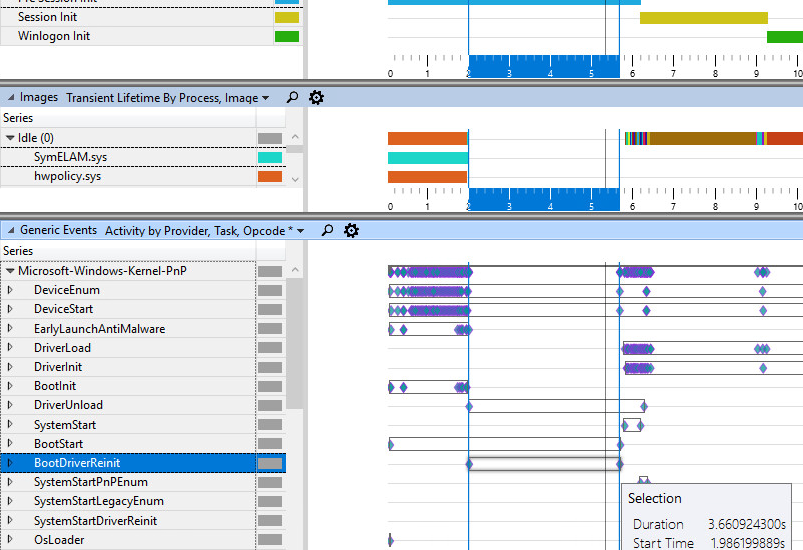 Pre Session Init
Session Init
Winlogon Init
0 1 2 3 4 5 6 7 8 9 10
Images Transient Lifetime By Process, Image
Series
Idle (0)
SymELAM.sys
hwpolicy.sys
0 1 2 3 4 5 6 7 8 9 10
Generic Events Activity by Provider, Task, Opcode *
Series
Microsoft-Windows-Kernel-PnP
DeviceEnum
DeviceStart
EarlyLaunchAntiMalware
DriverLoad
DriverInit
BootInit
DriverUnload
SystemStart
BootStart
BootDriverReinit
SystemStartPnPEnum
SystemStartLegacyEnum
SystemStartDriverReinit
OsLoader
Selection
Duration 3.660924300s
Start Time 1.986199889s